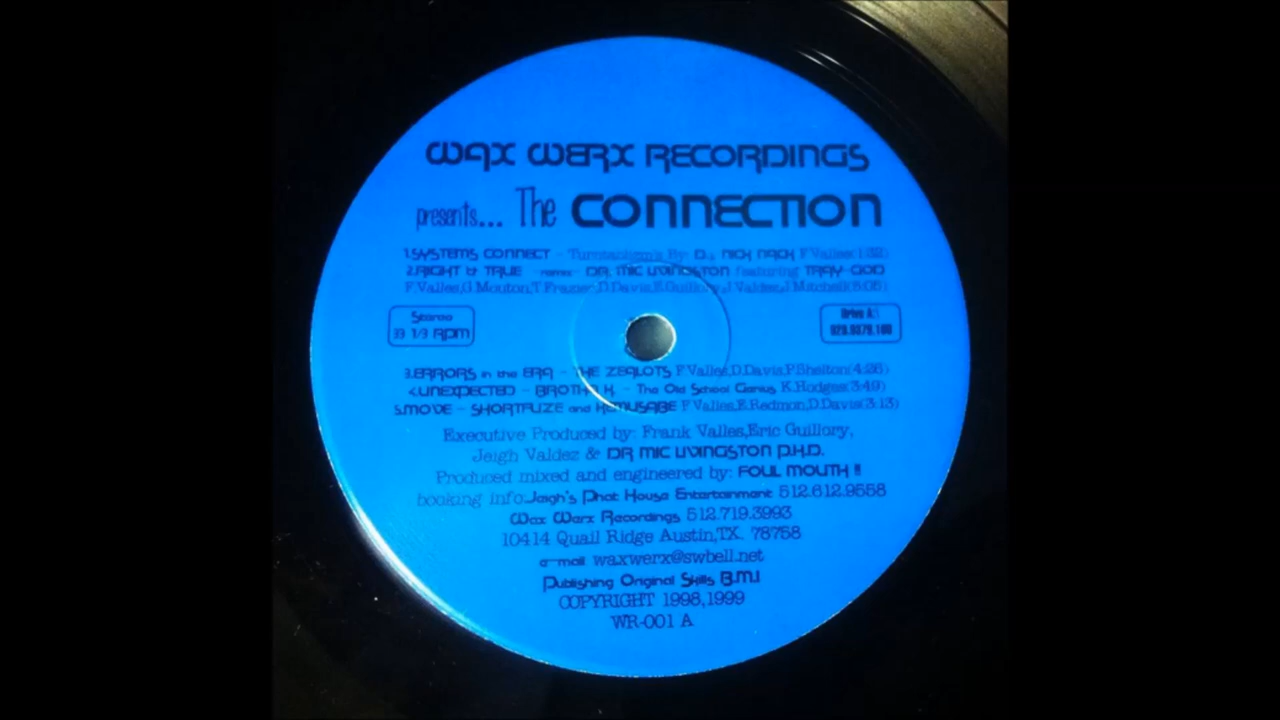 WAX WERX RECORDINGS
presents... The CONNECTION
1.SYSTEMS CONNECT - Turntablism's By: D.J. NICK NACK F.Valles(1:32)
2.RIGHT & TRUE remix- DR. MIC LIVINGSTON featuring TRAY-GOD
F.Valles,G.Mouton,T.Frazier,D.Davis,E.Guillory,J.Valdez,J.Mitchell(5:05)
Stereo
33 1/3 RPM
Drive A:\
3.ERRORS in the ERA - THE ZEALOTS F.Valles,D.Davis,P.Shelton(4:26)
4.UNEXPECTED - BROTHA K. - The Old School Genius K.Hodges(3:49)
5.MOVE - SHORTFUZE and KEMUSABE F.Valles,E.Redmon,D.Davis(3:13)
Executive Produced by: Frank Valles,Eric Guillory,
Jeigh Valdez & DR MIC LIVINGSTON P.H.D.
Produced mixed and engineered by: FOUL MOUTH !!
booking info:Jeigh's Phat House Entertainment 512.612.9558
Wax Werx Recordings 512.719.3993
10414 Quail Ridge Austin,TX. 78758
e-mail waxwerx@swbell.net
Publishing Original Skills B.M.I
COPYRIGHT 1998,1999
WR-001 A